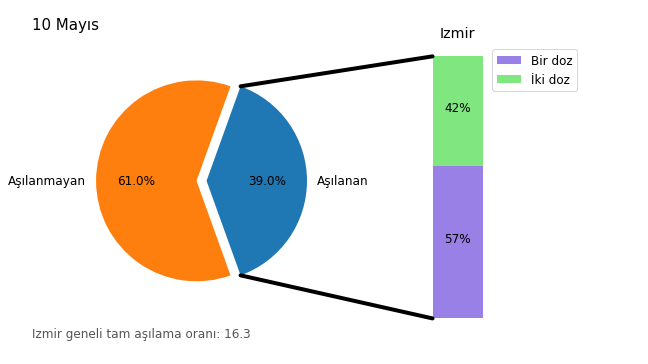 10 Mayıs
Izmir
Bir doz
İki doz
42%
Aşılanmayan
61.0%
39.0%
Aşılanan
57%
Izmir geneli tam aşılama oranı: 16.3